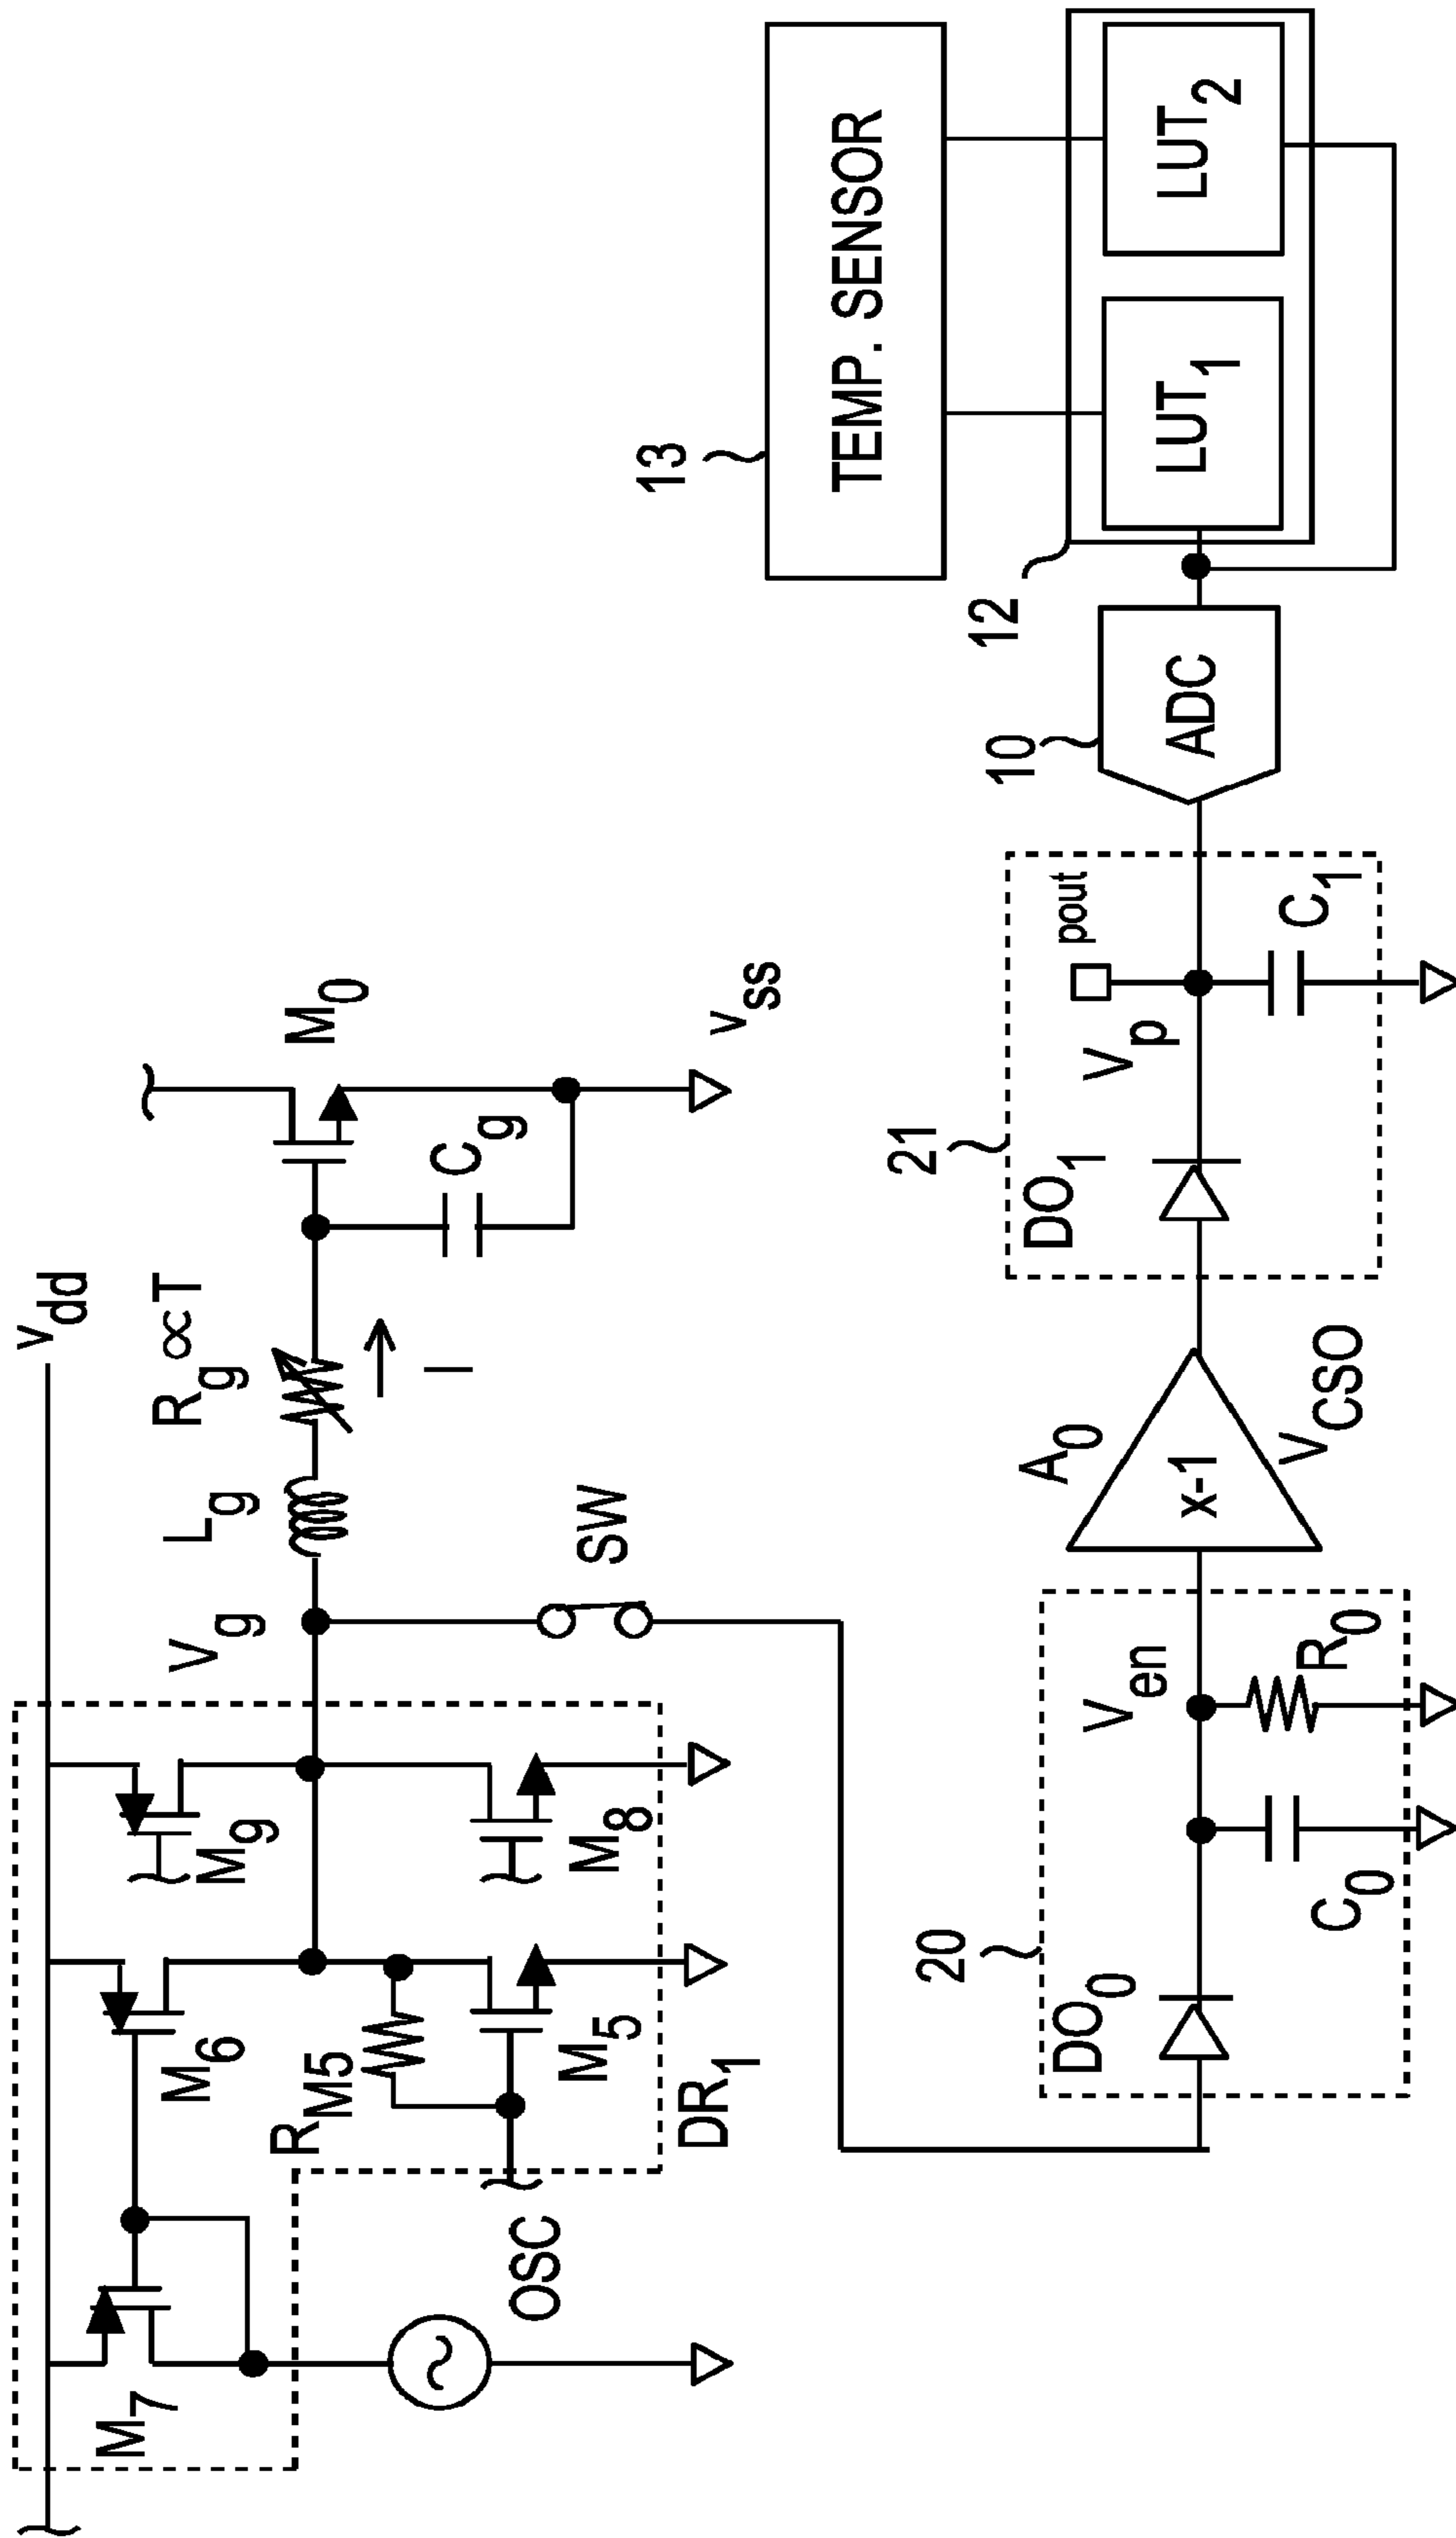 vdd
M7
M6
M9
Vg
Lg
Rg ∝T
I
M0
Cg
vss
RM5
M5
M8
OSC
DR1
SW
13
TEMP. SENSOR
20
DO0
C0
Ven
R0
A0
x-1
VCSO
21
DO1
Vp
pout
C1
10
ADC
12
LUT1
LUT2